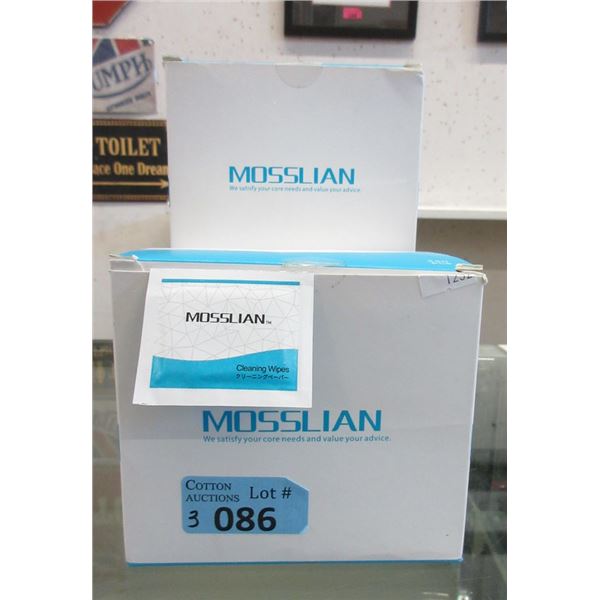 UMPH
TOILET
ace One Dream
MOSSLIAN
We satisfy your core needs and value your advice.
MOSSLIAN™
Cleaning Wipes
クリーニングペーパー
MOSSLIAN
We satisfy your core needs and value your advice.
COTTON
AUCTIONS
Lot #
3 086